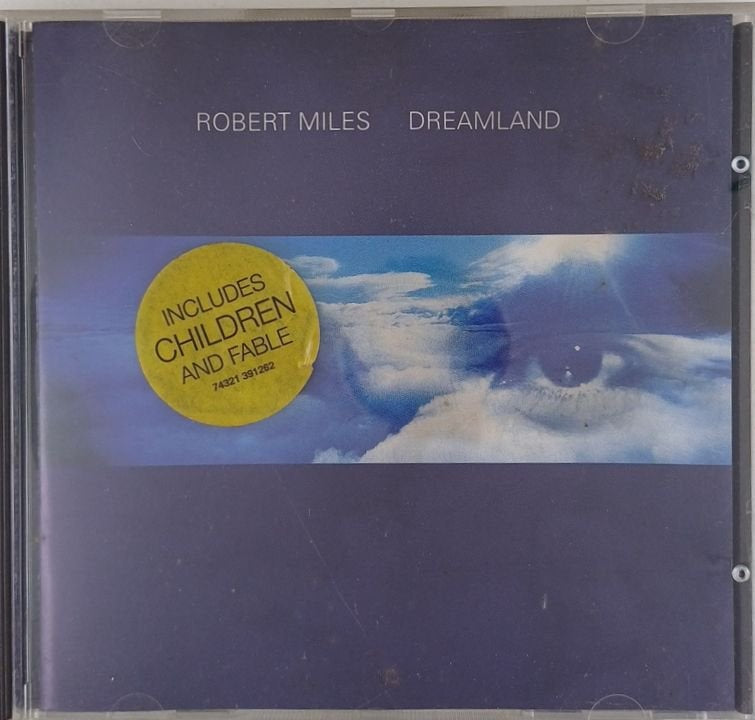 ROBERT MILES DREAMLAND
INCLUDES
CHILDREN
AND FABLE
74321 391262